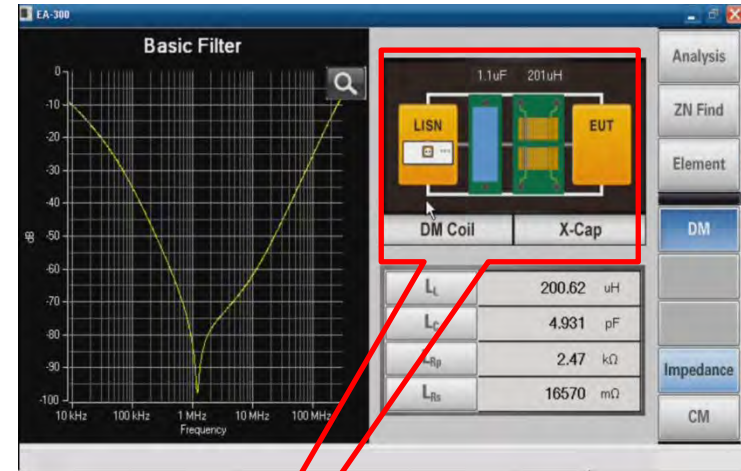 EA-300
Basic Filter
0
-10
-20
-30
-40
-50
-60
-70
-80
-90
-100
dB
10 kHz 100 kHz 1 MHz 10 MHz 100 MHz
Frequency
1.1uF 201uH
LISN
EUT
DM Coil X-Cap
LL 200.62 uH
LC 4.931 pF
LRp 2.47 kΩ
LRs 16570 mΩ
Analysis
ZN Find
Element
DM
Impedance
CM